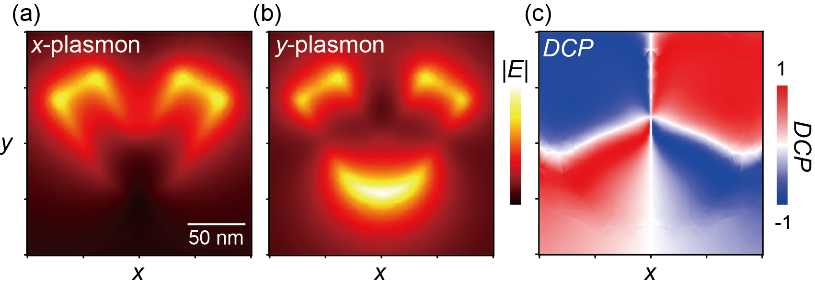 (a)
x-plasmon
y
50 nm
x
(b)
y-plasmon
|E|
x
(c)
DCP
1
DCP
-1
x